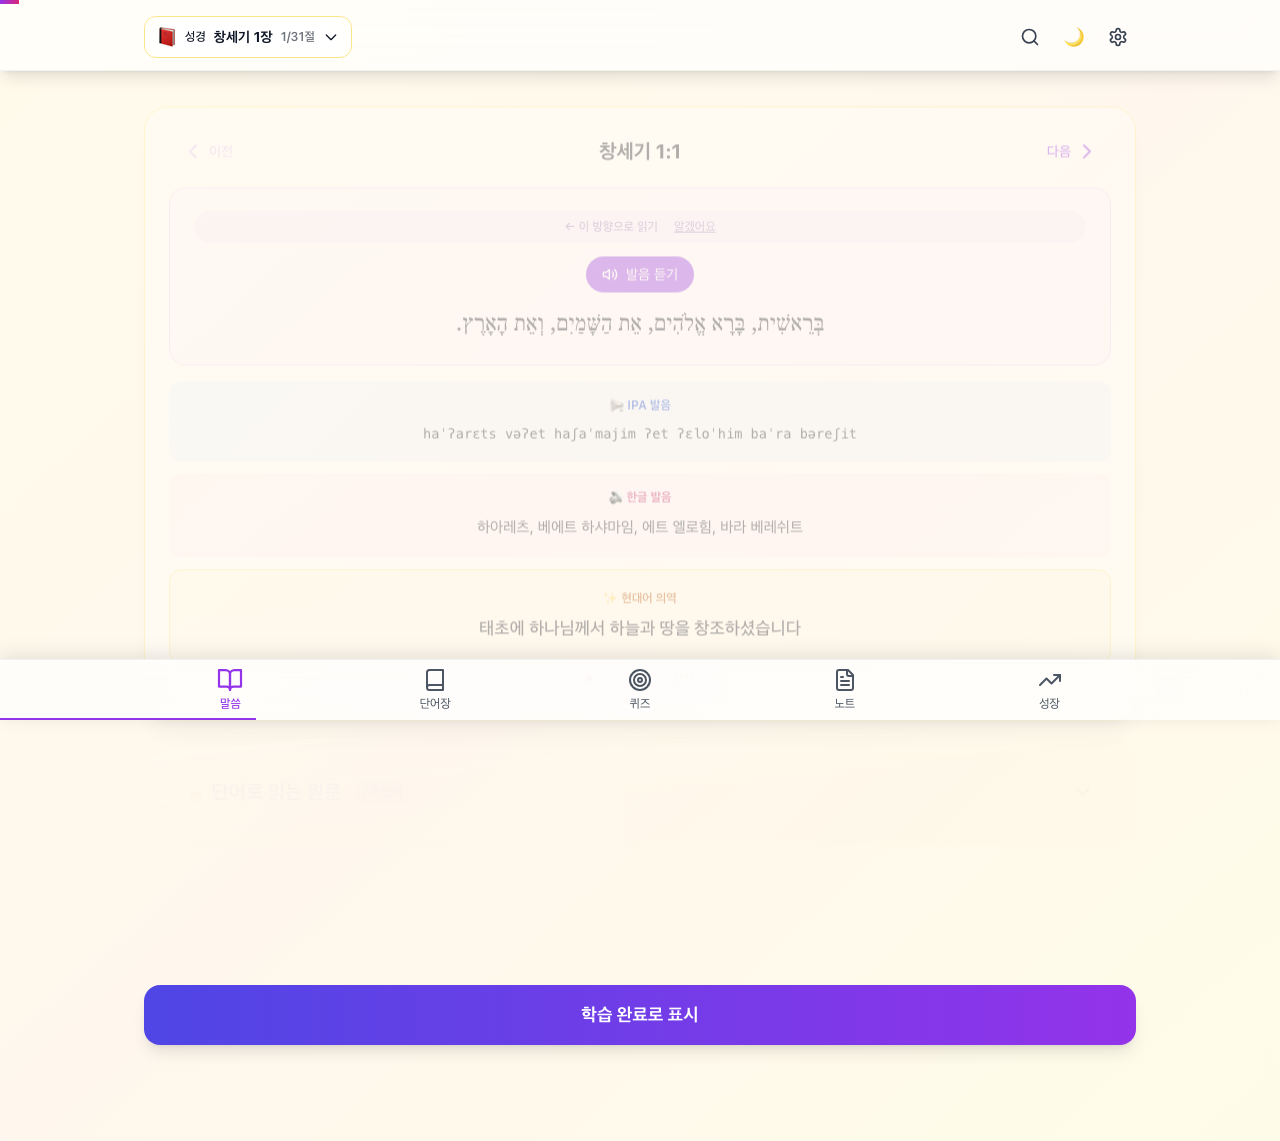 성경 창세기 1장 1/31절
이전 창세기 1:1 다음
← 이 방향으로 읽기 알겠어요
발음 듣기
בְּרֵאשִׁית, בָּרָא אֱלֹהִים, אֵת הַשָּׁמַיִם, וְאֵת הָאָרֶץ.
IPA 발음
haˈʔarɛts vəʔet haʃaˈmajim ʔet ʔɛloˈhim baˈra bəreʃit
한글 발음
하아레츠, 베에트 하샤마임, 에트 엘로힘, 바라 베레쉬트
✨ 현대어 의역
태초에 하나님께서 하늘과 땅을 창조하셨습니다
말씀 단어장 퀴즈 노트 성장
단어로 읽는 원문
학습 완료로 표시